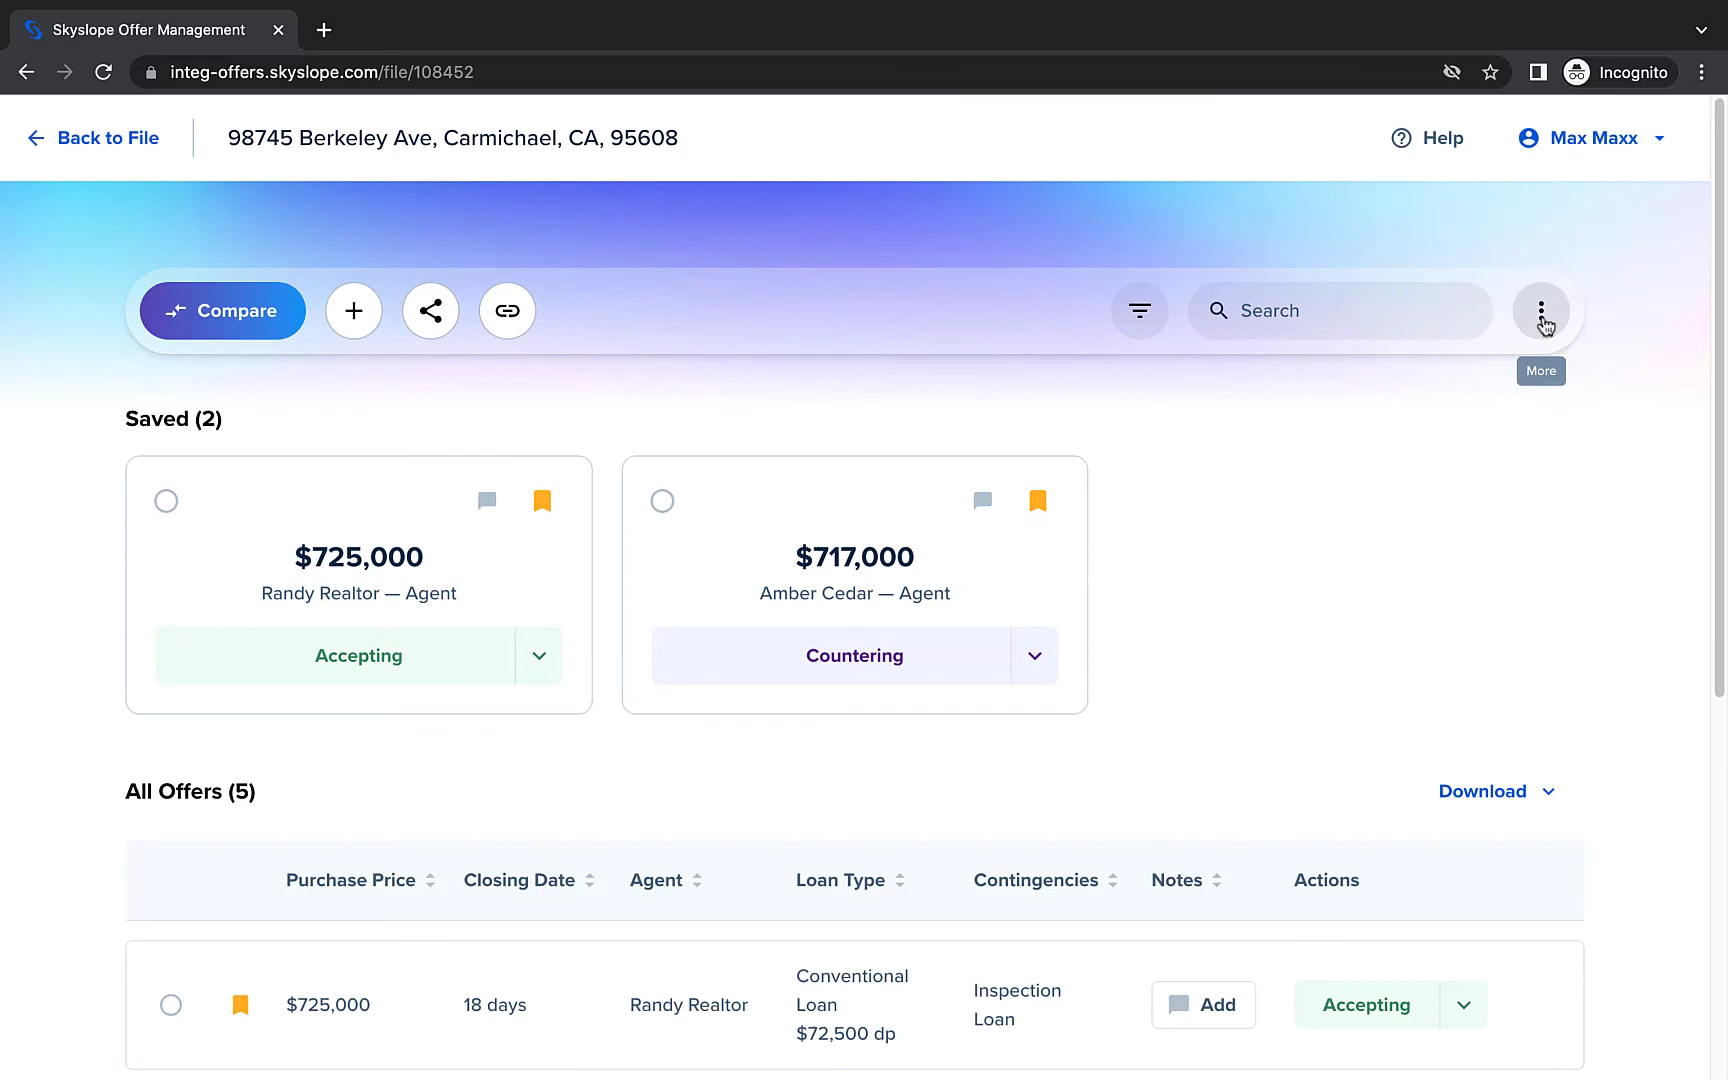 Skyslope Offer Management
integ-offers.skyslope.com/file/108452
Incognito
Back to File
98745 Berkeley Ave, Carmichael, CA, 95608
Help
Max Maxx
Compare
Search
More
Saved (2)
$725,000
Randy Realtor — Agent
Accepting
$717,000
Amber Cedar — Agent
Countering
All Offers (5)
Download
Purchase Price
Closing Date
Agent
Loan Type
Contingencies
Notes
Actions
$725,000
18 days
Randy Realtor
Conventional
Loan
$72,500 dp
Inspection
Loan
Add
Accepting